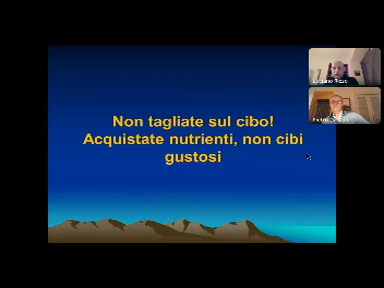 Non tagliate sul cibo!
Acquistate nutrienti, non cibi
gustosi